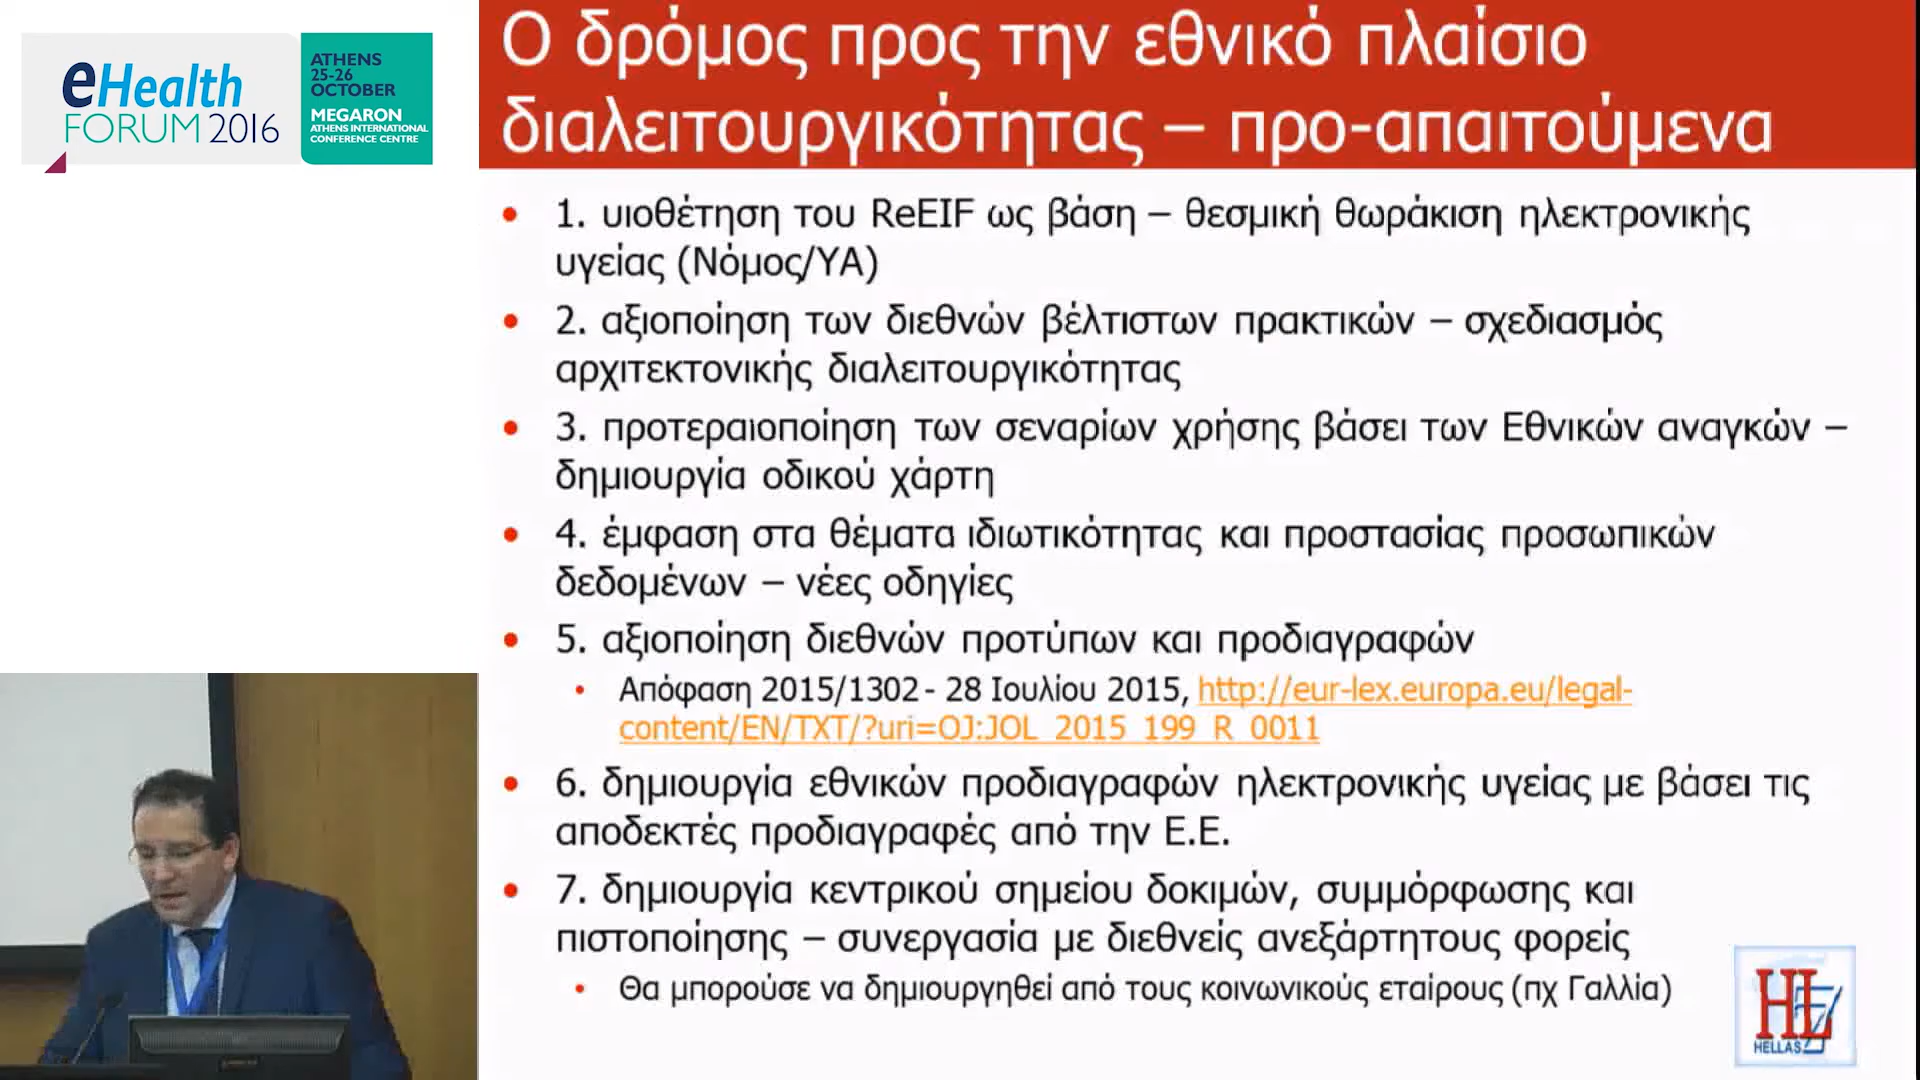 eHealth
FORUM 2016
ATHENS
25-26
OCTOBER
MEGARON
ATHENS INTERNATIONAL
CONFERENCE CENTRE
Ο δρόμος προς την εθνικό πλαίσιο
διαλειτουργικότητας – προ-απαιτούμενα
• 1. υιοθέτηση του ReEIF ως βάση – θεσμική θωράκιση ηλεκτρονικής
υγείας (Νόμος/ΥΑ)
• 2. αξιοποίηση των διεθνών βέλτιστων πρακτικών – σχεδιασμός
αρχιτεκτονικής διαλειτουργικότητας
• 3. προτεραιοποίηση των σεναρίων χρήσης βάσει των Εθνικών αναγκών –
δημιουργία οδικού χάρτη
• 4. έμφαση στα θέματα ιδιωτικότητας και προστασίας προσωπικών
δεδομένων – νέες οδηγίες
• 5. αξιοποίηση διεθνών προτύπων και προδιαγραφών
• Απόφαση 2015/1302 - 28 Ιουλίου 2015, http://eur-lex.europa.eu/legal-
content/EN/TXT/?uri=OJ:JOL_2015_199_R_0011
• 6. δημιουργία εθνικών προδιαγραφών ηλεκτρονικής υγείας με βάσει τις
αποδεκτές προδιαγραφές από την Ε.Ε.
• 7. δημιουργία κεντρικού σημείου δοκιμών, συμμόρφωσης και
πιστοποίησης – συνεργασία με διεθνείς ανεξάρτητους φορείς
• Θα μπορούσε να δημιουργηθεί από τους κοινωνικούς εταίρους (πχ Γαλλία)
HL7
HELLAS